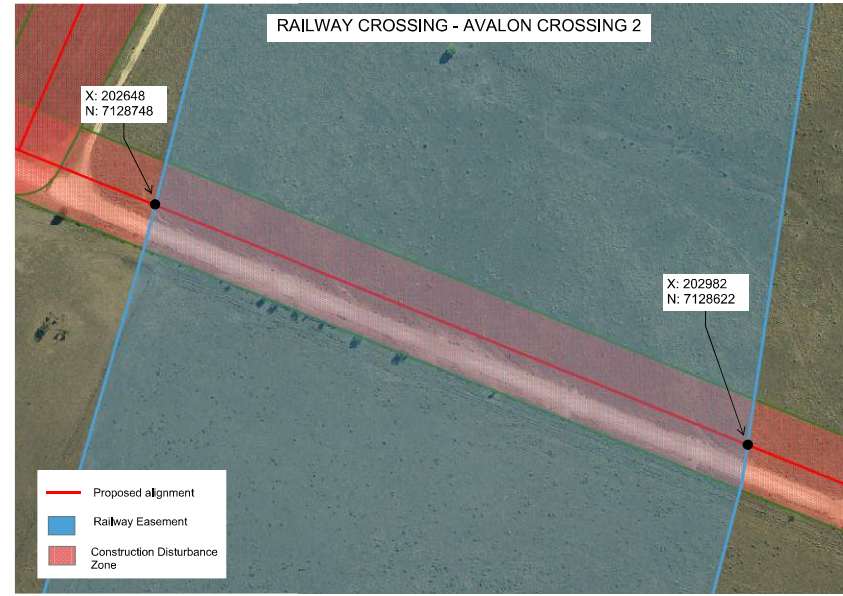 RAILWAY CROSSING - AVALON CROSSING 2
X: 202648
N: 7128748
X: 202982
N: 7128622
Proposed alignment
Railway Easement
Construction Disturbance
Zone